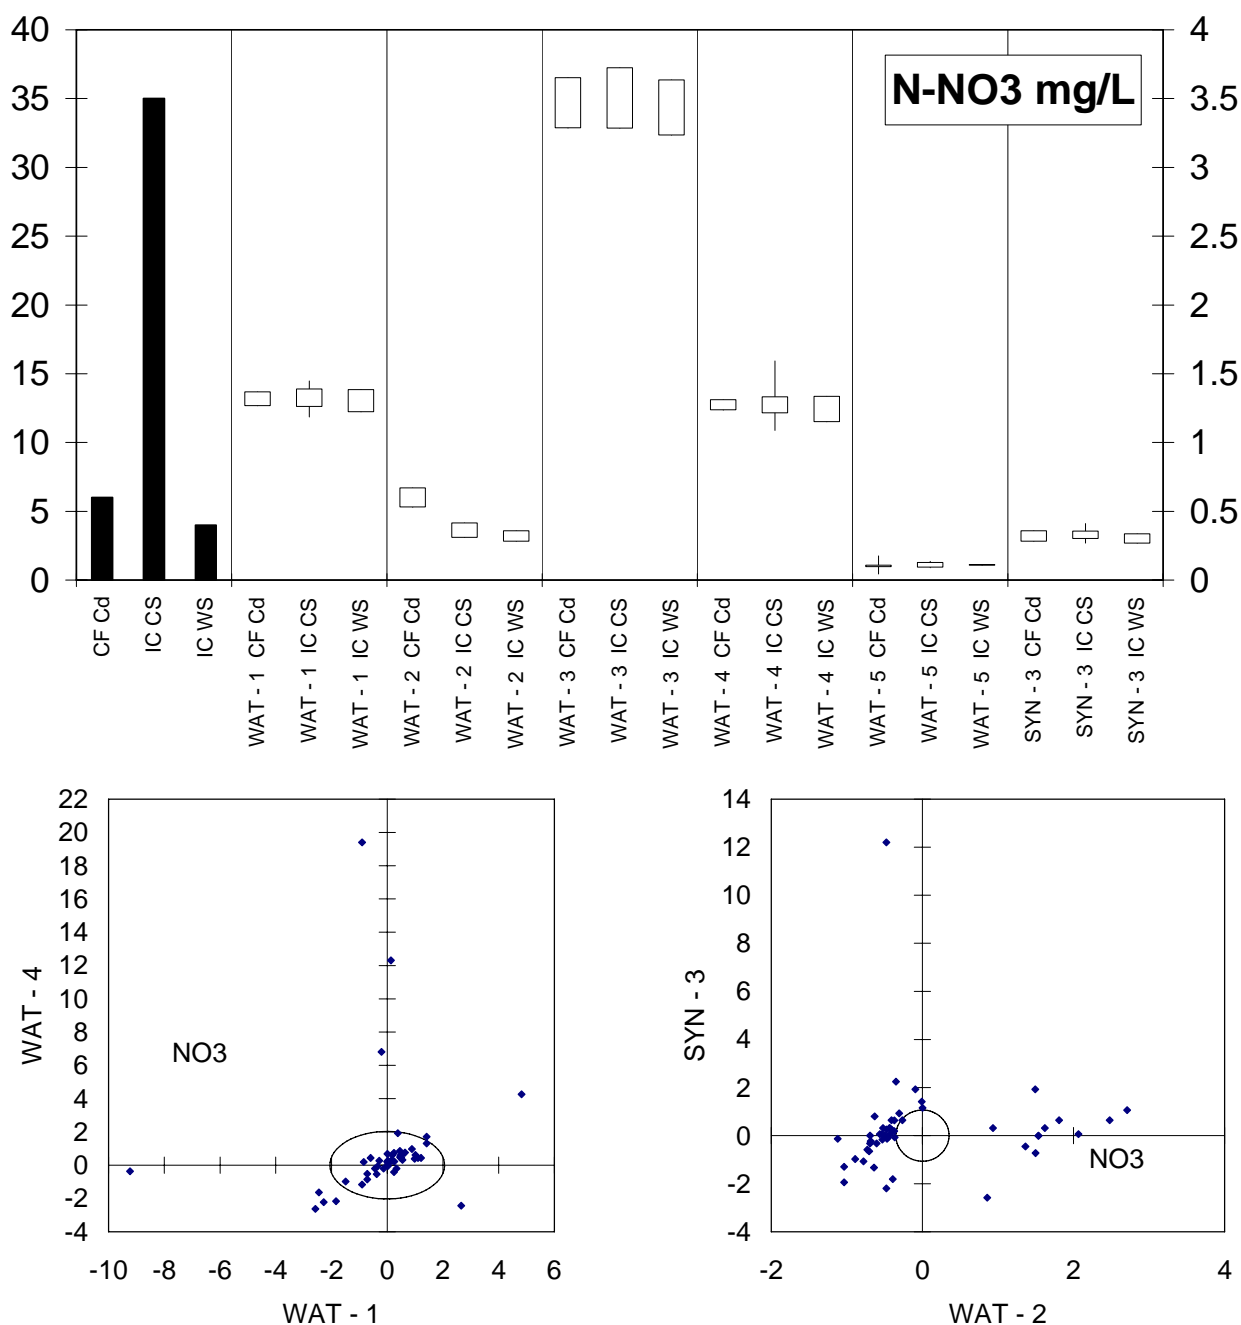 40 4
N-NO3 mg/L
35 3.5
30 3
25 2.5
20 2
15 1.5
10 1
5 0.5
0 0
CF Cd
IC CS
IC WS
WAT - 1 CF Cd
WAT - 1 IC CS
WAT - 1 IC WS
WAT - 2 CF Cd
WAT - 2 IC CS
WAT - 2 IC WS
WAT - 3 CF Cd
WAT - 3 IC CS
WAT - 3 IC WS
WAT - 4 CF Cd
WAT - 4 IC CS
WAT - 4 IC WS
WAT - 5 CF Cd
WAT - 5 IC CS
WAT - 5 IC WS
SYN - 3 CF Cd
SYN - 3 IC CS
SYN - 3 IC WS
22
20
18
16
14
12
10
8
6
4
2
0
-2
-4
WAT - 4
NO3
-10 -8 -6 -4 -2 0 2 4 6
WAT - 1
14
12
10
8
6
4
2
0
-2
-4
SYN - 3
NO3
-2 0 2 4
WAT - 2